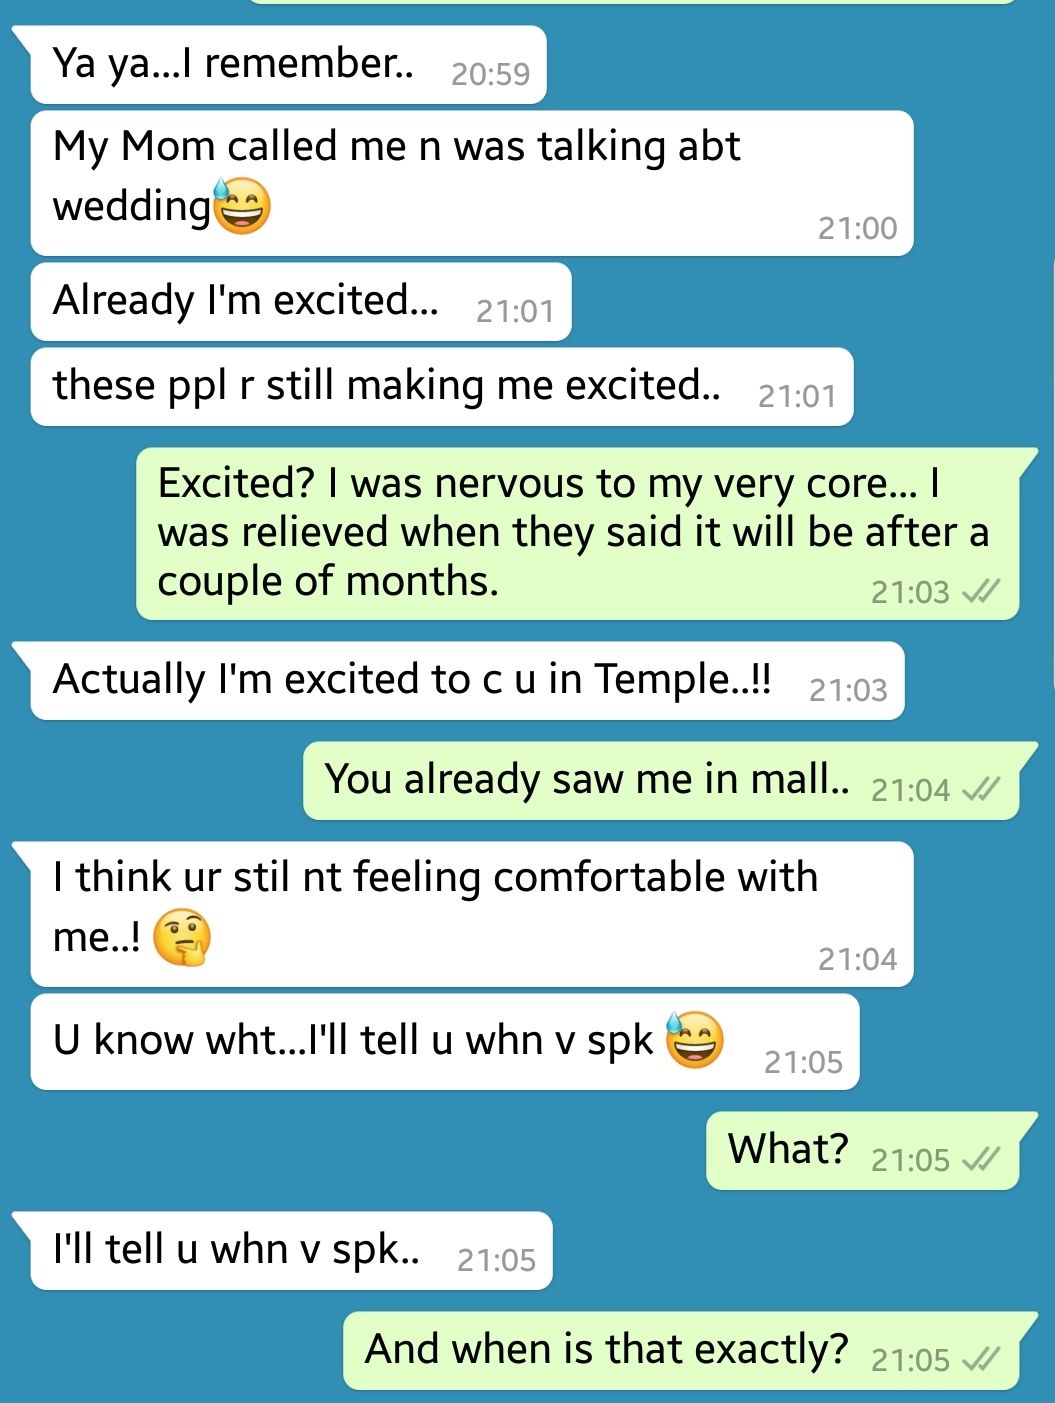 Ya ya...I remember.. 20:59
My Mom called me n was talking abt
wedding😅
21:00
Already I'm excited... 21:01
these ppl r still making me excited.. 21:01
Excited? I was nervous to my very core... I
was relieved when they said it will be after a
couple of months. 21:03
Actually I'm excited to c u in Temple..!! 21:03
You already saw me in mall.. 21:04
I think ur stil nt feeling comfortable with
me..! 🤔
21:04
U know wht...I'll tell u whn v spk 😅 21:05
What? 21:05
I'll tell u whn v spk.. 21:05
And when is that exactly? 21:05